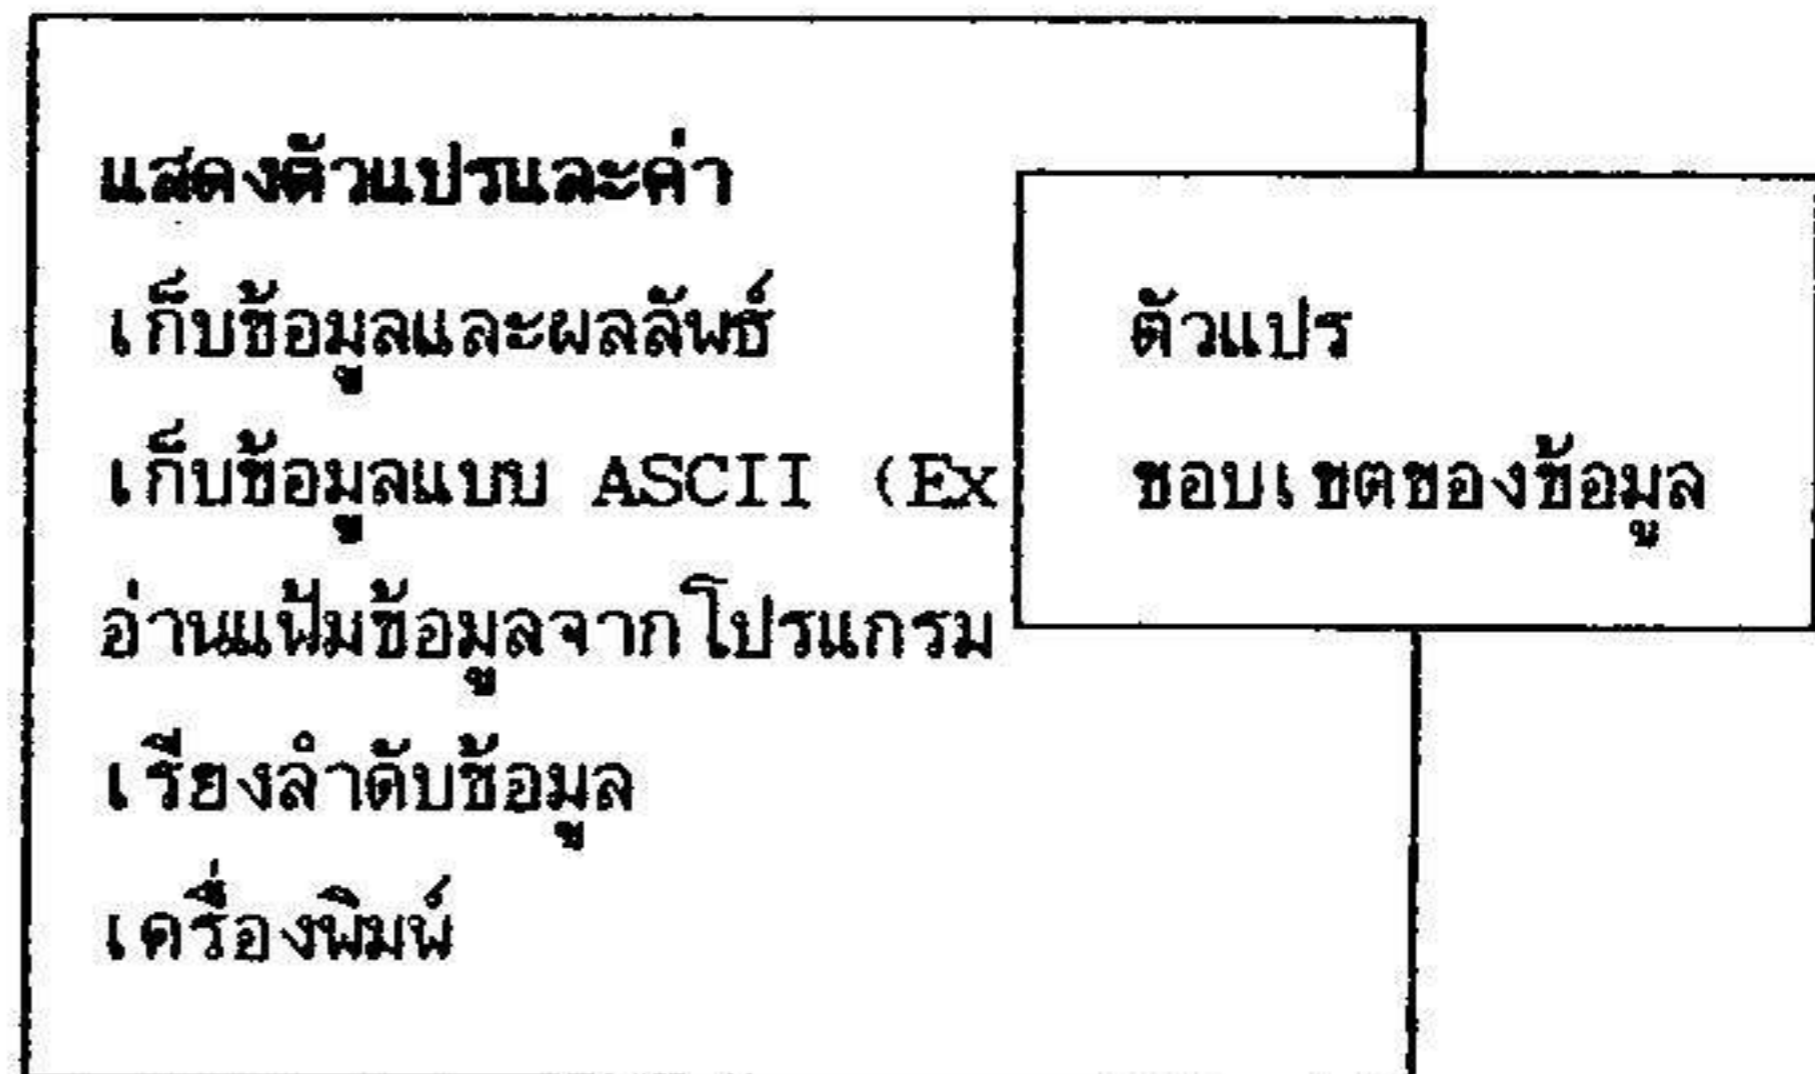 แสดงตัวแปรและค่า
เก็บข้อมูลและผลลัพธ์
เก็บข้อมูลแบบ ASCII (Ex
อ่านแฟ้มข้อมูลจากโปรแกรม
เรียงลำดับข้อมูล
เครื่องพิมพ์
ตัวแปร
ขอบเขตของข้อมูล